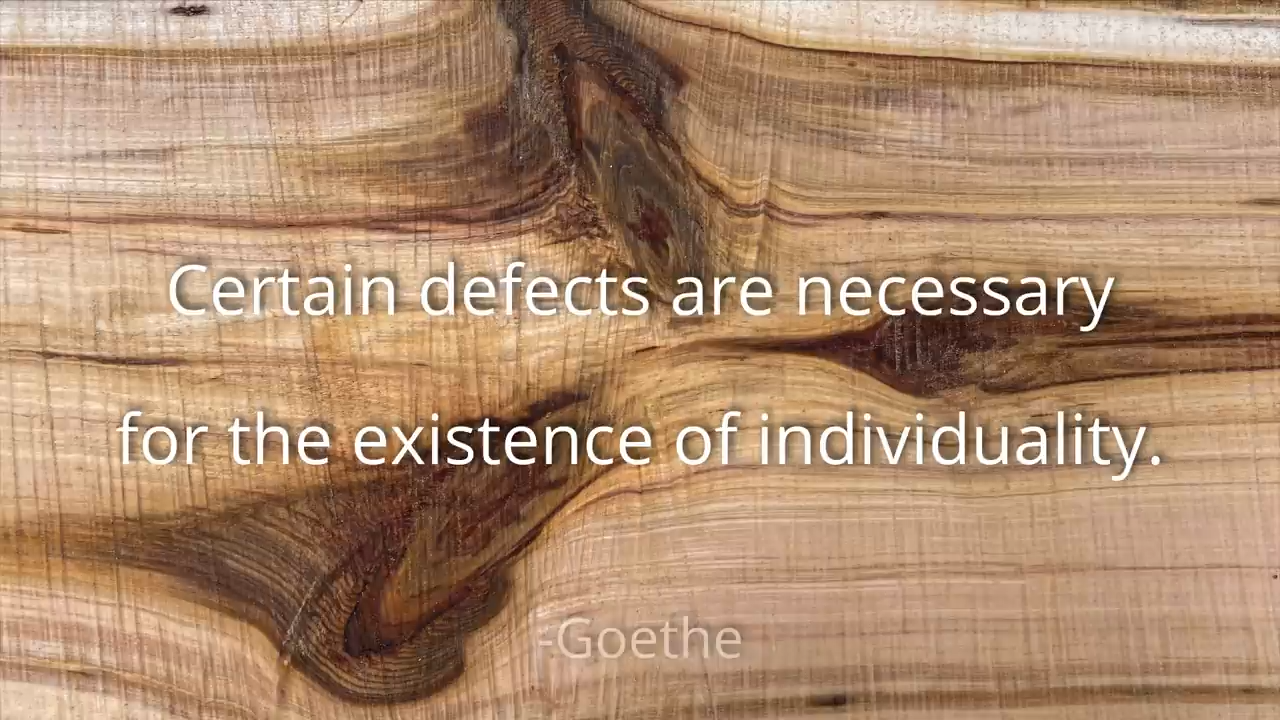 Certain defects are necessary
for the existence of individuality.
-Goethe